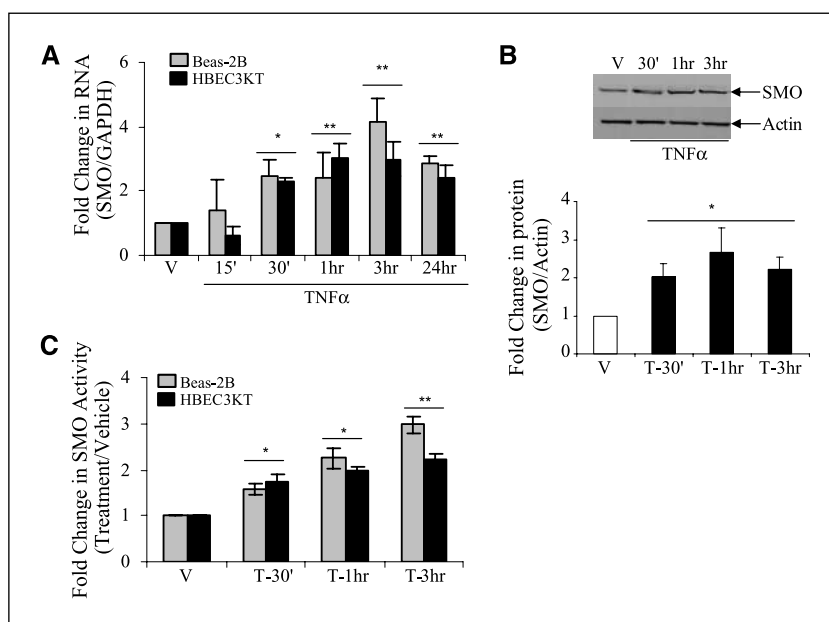 A
Fold Change in RNA
(SMO/GAPDH)
6
4
2
0
Beas-2B
HBEC3KT
*
**
**
**
V
15'
30'
1hr
3hr
24hr
TNFα
B
V 30' 1hr 3hr
SMO
Actin
TNFα
Fold Change in protein
(SMO/Actin)
4
3
2
1
0
*
V
T-30'
T-1hr
T-3hr
C
Fold Change in SMO Activity
(Treatment/Vehicle)
4
3
2
1
0
Beas-2B
HBEC3KT
*
*
**
V
T-30'
T-1hr
T-3hr